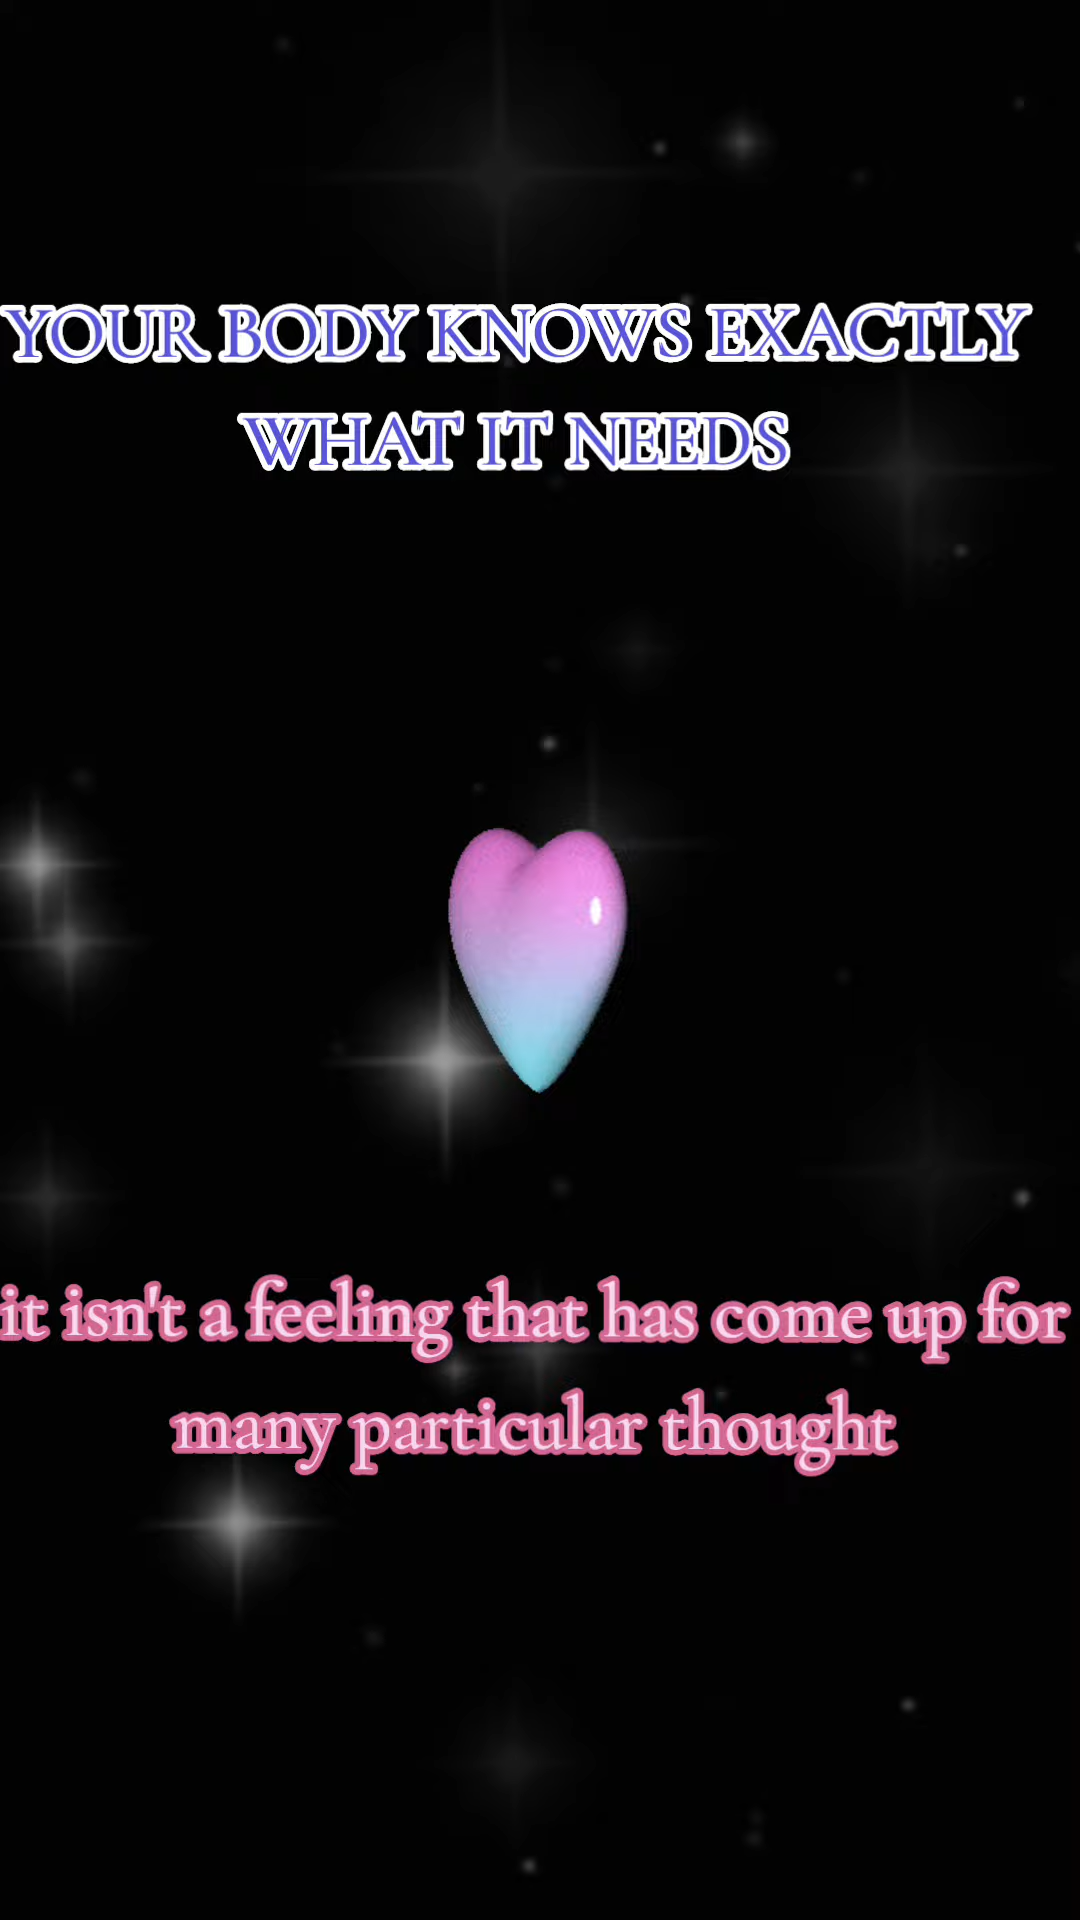 YOUR BODY KNOWS EXACTLY
WHAT IT NEEDS
it isn't a feeling that has come up for
many particular thought